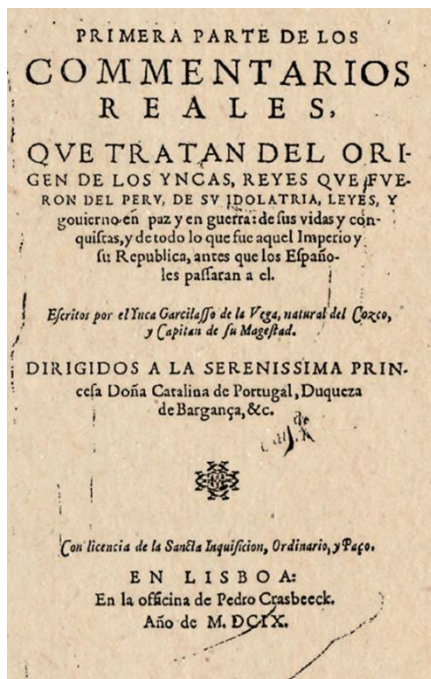 PRIMERA PARTE DE LOS
COMMENTARIOS
REALES,
QVE TRATAN DEL ORI-
GEN DE LOS YNCAS, REYES QVE FVE-
RON DEL PERV, DE SV IDOLATRIA, LEYES, Y
gouierno en paz y en guerra: de sus vidas y con-
quistas, y de todo lo que fue aquel Imperio y
su Republica, antes que los Españo-
les passaran a el.
Escritos por el Ynca Garcilasso de la Vega, natural del Cozco,
y Capitan de su Magestad.
DIRIGIDOS A LA SERENISSIMA PRIN-
cesa Doña Catalina de Portugal, Duqueza
de Bargança, &c.
Con licencia de la Sancta Inquisicion, Ordinario, y Paço.
EN LISBOA:
En la officina de Pedro Crasbeeck.
Año de M. DCIX.